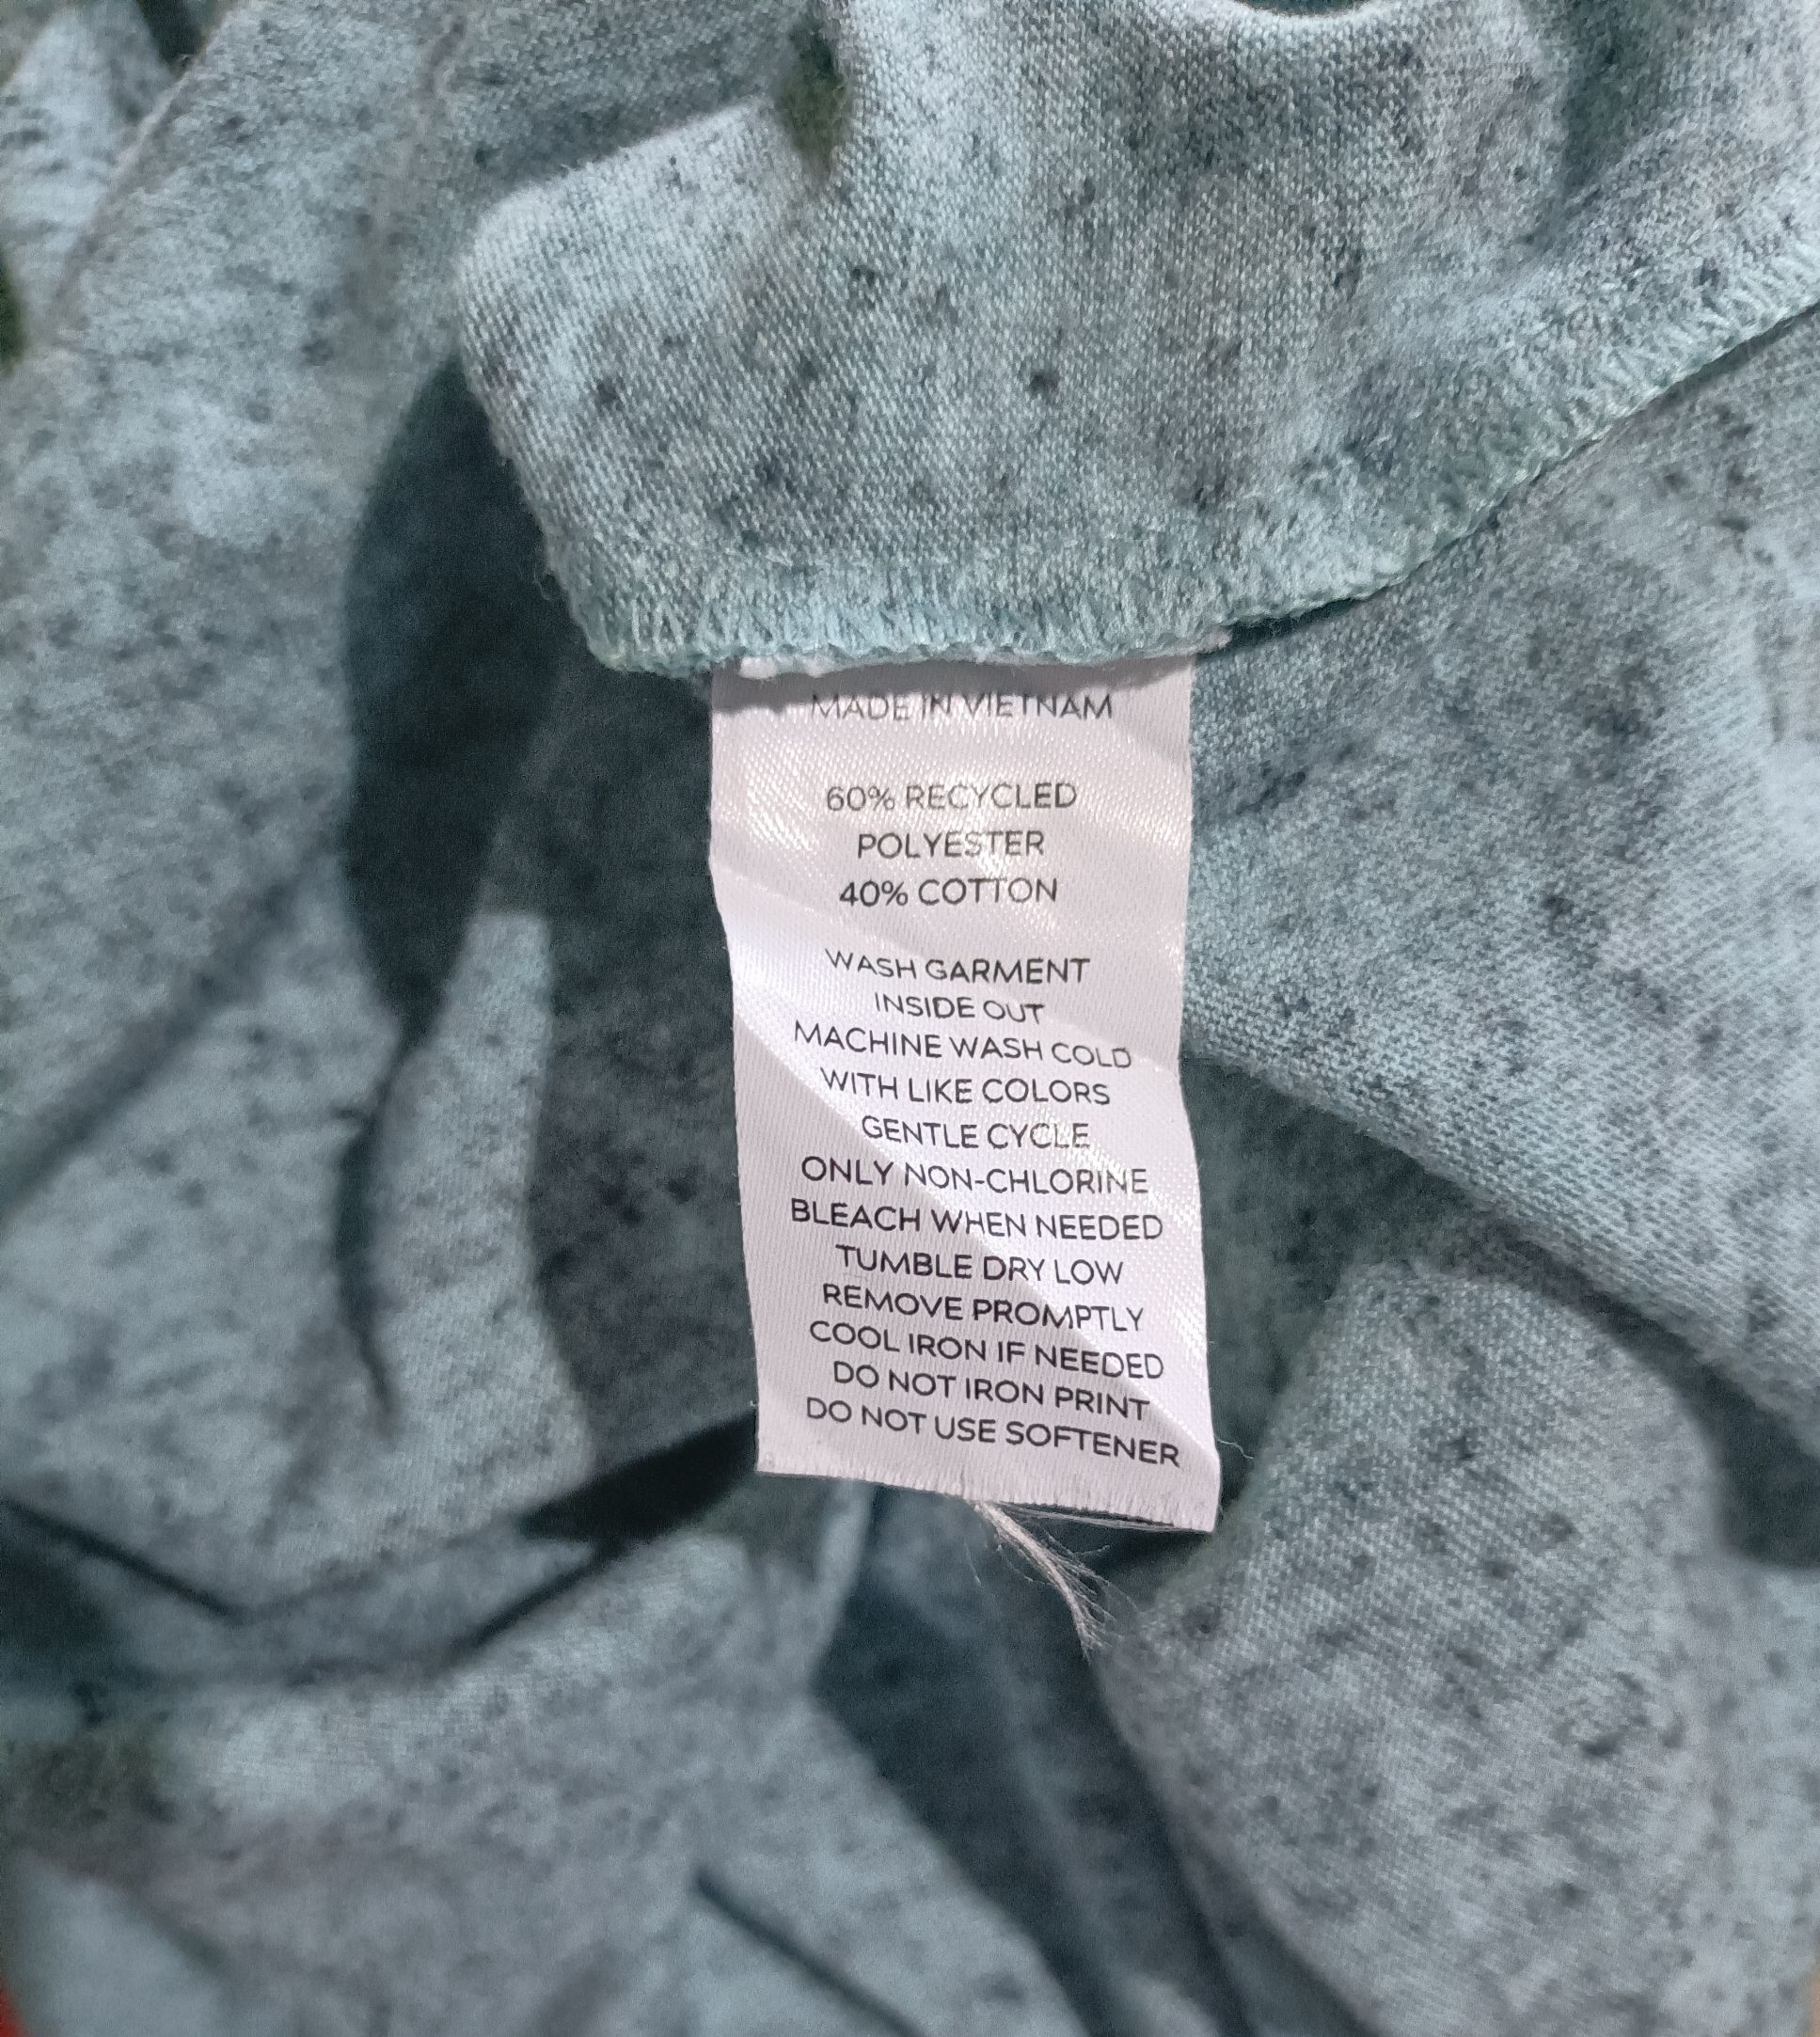 MADE IN VIETNAM
60% RECYCLED
POLYESTER
40% COTTON
WASH GARMENT
INSIDE OUT
MACHINE WASH COLD
WITH LIKE COLORS
GENTLE CYCLE
ONLY NON-CHLORINE
BLEACH WHEN NEEDED
TUMBLE DRY LOW
REMOVE PROMPTLY
COOL IRON IF NEEDED
DO NOT IRON PRINT
DO NOT USE SOFTENER